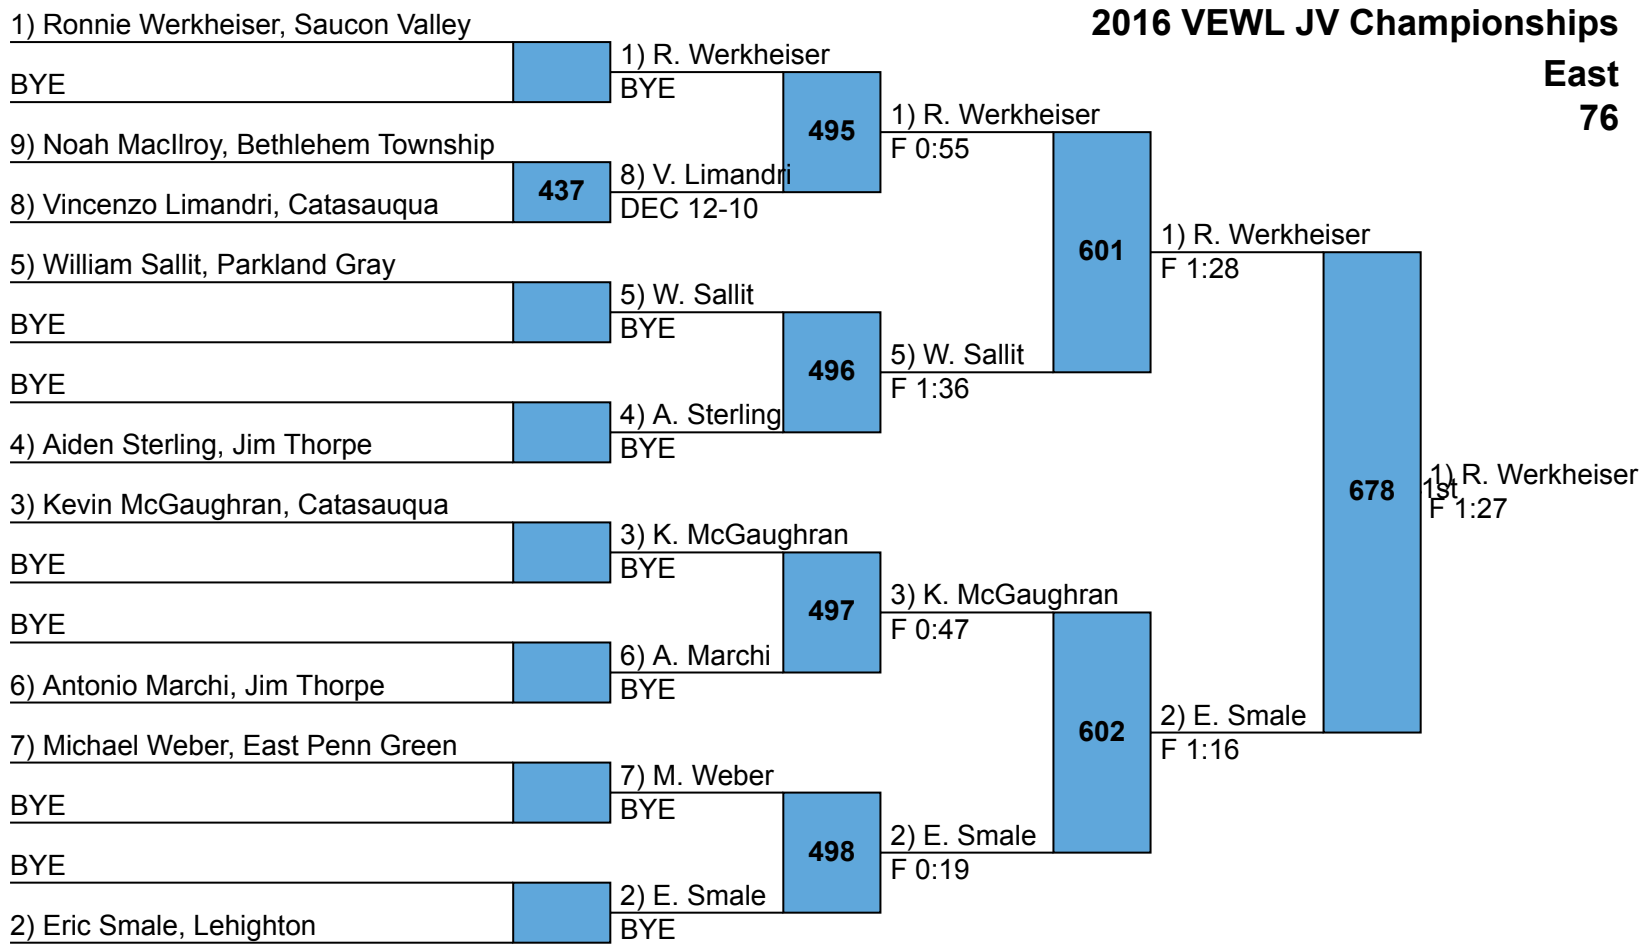 2016 VEWL JV Championships
East
76
1) Ronnie Werkheiser, Saucon Valley
BYE
9) Noah MacIlroy, Bethlehem Township
8) Vincenzo Limandri, Catasauqua
5) William Sallit, Parkland Gray
BYE
BYE
4) Aiden Sterling, Jim Thorpe
3) Kevin McGaughran, Catasauqua
BYE
BYE
6) Antonio Marchi, Jim Thorpe
7) Michael Weber, East Penn Green
BYE
BYE
2) Eric Smale, Lehighton
437
1) R. Werkheiser
BYE
8) V. Limandri
DEC 12-10
5) W. Sallit
BYE
4) A. Sterling
BYE
3) K. McGaughran
BYE
6) A. Marchi
BYE
7) M. Weber
BYE
2) E. Smale
BYE
495
496
497
498
1) R. Werkheiser
F 0:55
5) W. Sallit
F 1:36
3) K. McGaughran
F 0:47
2) E. Smale
F 0:19
601
602
1) R. Werkheiser
F 1:28
2) E. Smale
F 1:16
678
1) R. Werkheiser
1st
F 1:27